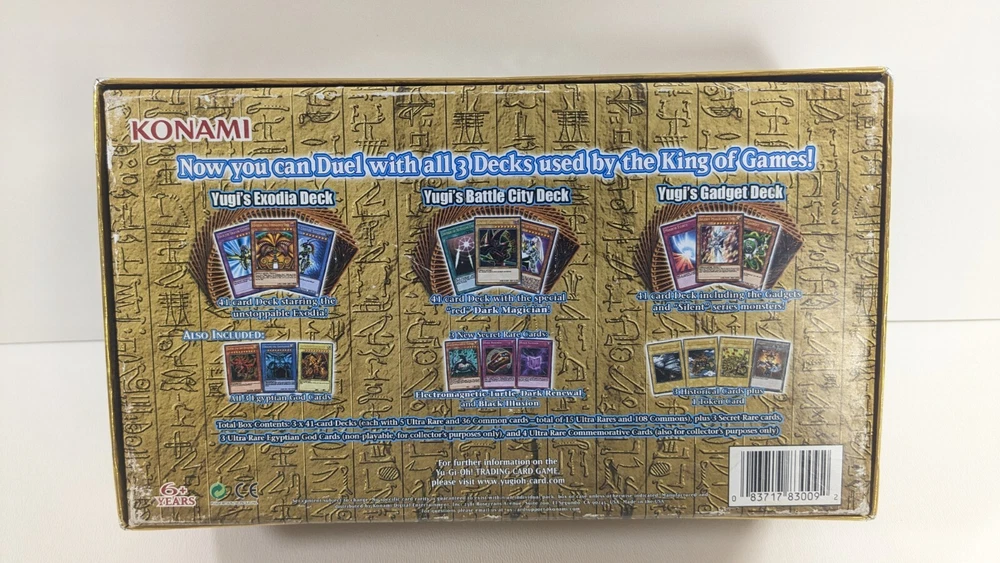 KONAMI
Now you can Duel with all 3 Decks used by the King of Games!
Yugi's Exodia Deck
Yugi's Battle City Deck
Yugi's Gadget Deck
41-card Deck starring the
unstoppable Exodia!
41-card Deck with the special
"red" Dark Magician!
41-card Deck including the Gadgets
and "Silent" series monsters!
ALSO INCLUDED:
All 3 Egyptian God Cards
3 New Secret Rare Cards:
Electromagnetic Turtle, Dark Renewal,
and Black Illusion
3 Historical Cards plus
1 Token Card
Total Box Contents: 3 x 41-card Decks (each with 5 Ultra Rare and 36 Common cards – total of 15 Ultra Rares and 108 Commons), plus 3 Secret Rare cards,
3 Ultra Rare Egyptian God Cards (non-playable, for collector's purposes only), and 4 Ultra Rare Commemorative Cards (also for collector's purposes only)
For further information on the
Yu-Gi-Oh! TRADING CARD GAME,
please visit www.yugioh-card.com
6+
YEARS
CE
0 83717 83009 2